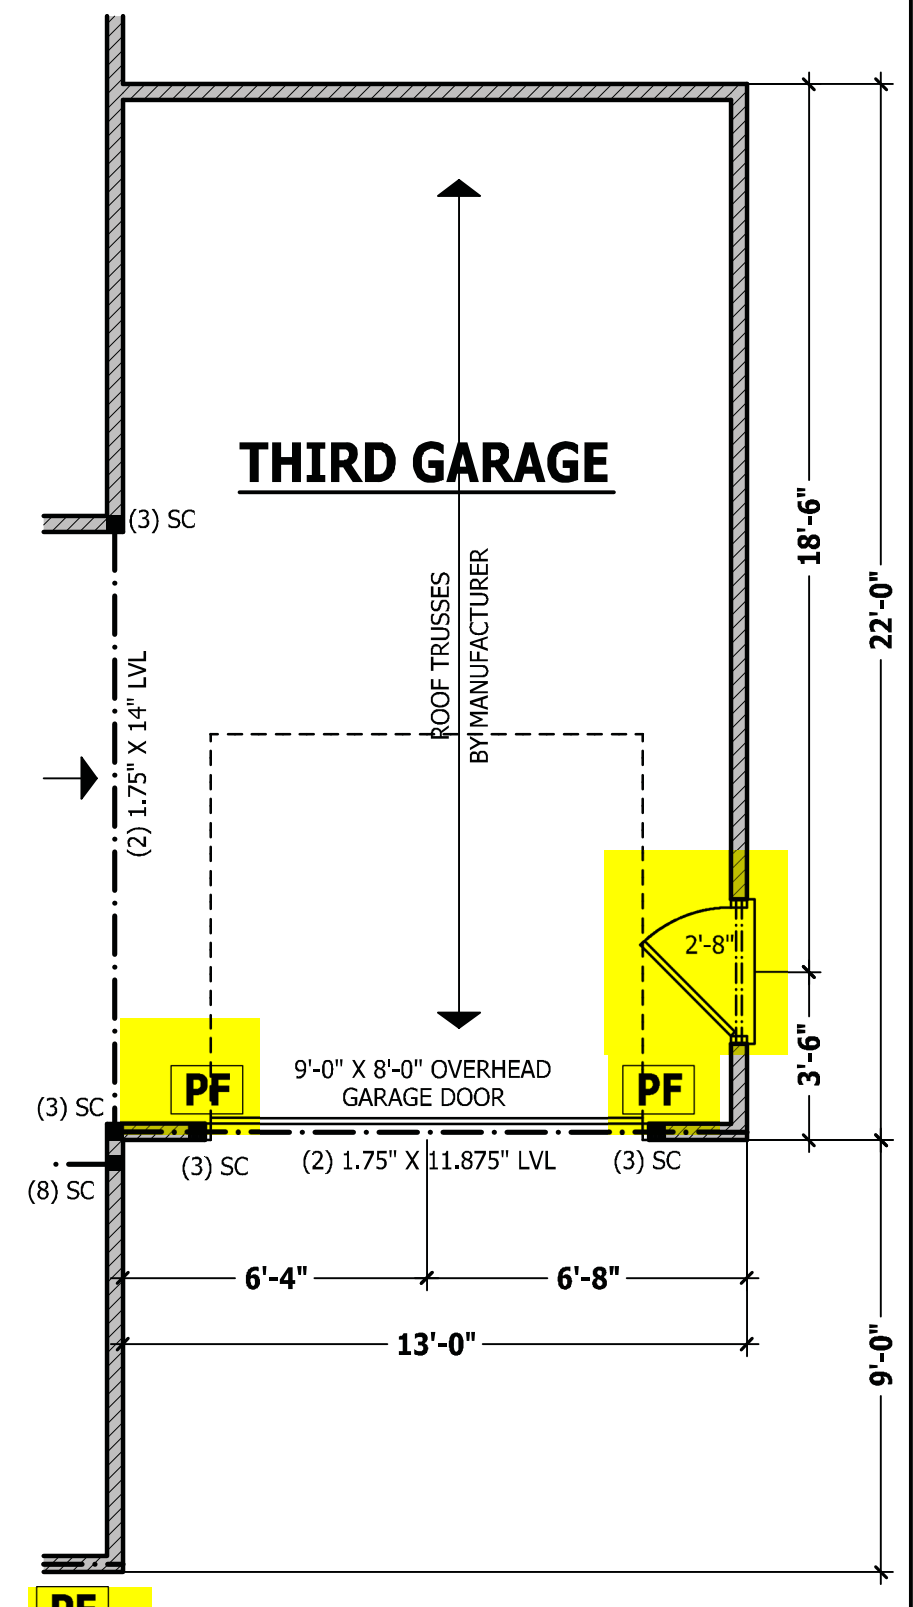 THIRD GARAGE
(3) SC
18'-6"
22'-0"
ROOF TRUSSES
BY MANUFACTURER
(2) 1.75" X 14" LVL
2'-8"
3'-6"
9'-0" X 8'-0" OVERHEAD
GARAGE DOOR
PF
PF
(3) SC
(3) SC
(2) 1.75" X 11.875" LVL
(3) SC
(8) SC
6'-4"
6'-8"
13'-0"
9'-0"
PF